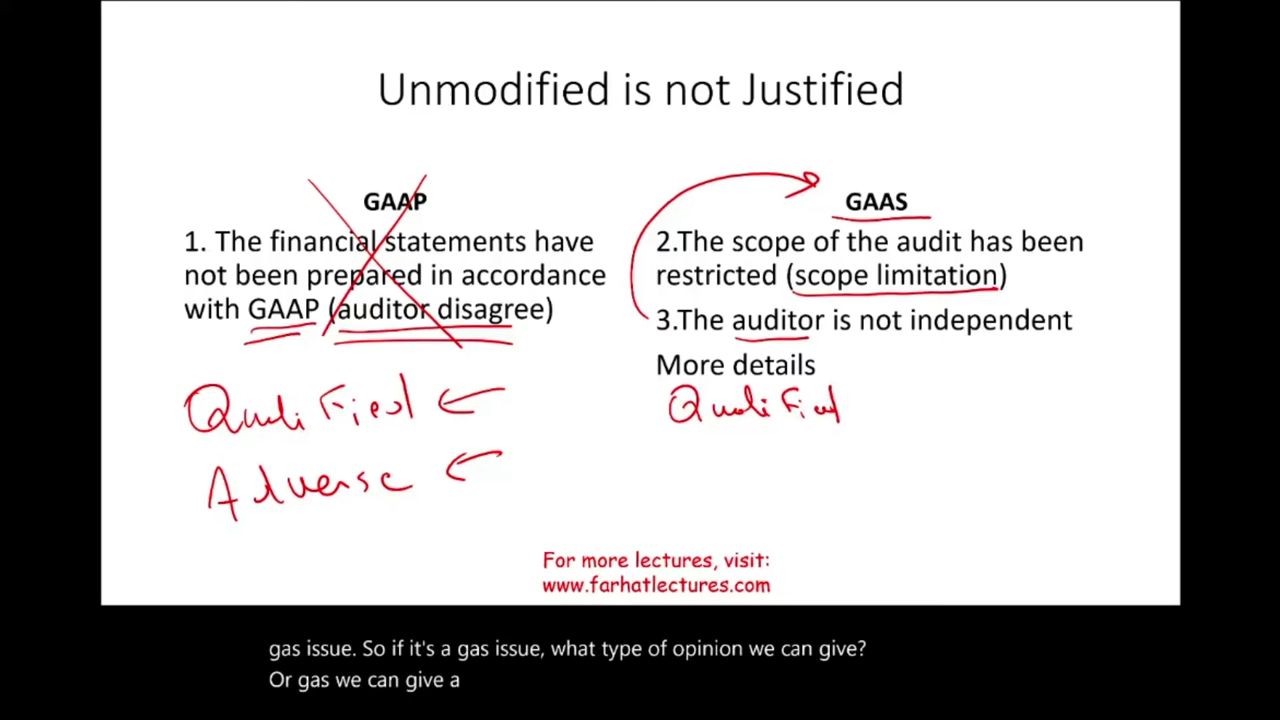 Unmodified is not Justified
GAAP
1. The financial statements have
not been prepared in accordance
with GAAP (auditor disagree)
Qualified
Adverse
GAAS
2.The scope of the audit has been
restricted (scope limitation)
3.The auditor is not independent
More details
Qualified
For more lectures, visit:
www.farhatlectures.com
gas issue. So if it's a gas issue, what type of opinion we can give?
Or gas we can give a